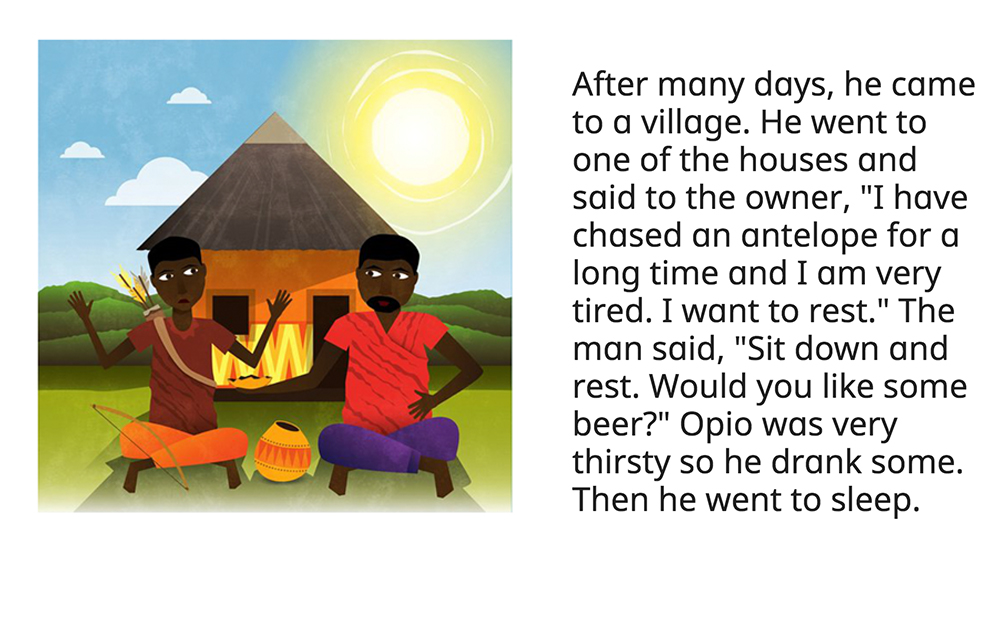 After many days, he came
to a village. He went to
one of the houses and
said to the owner, "I have
chased an antelope for a
long time and I am very
tired. I want to rest." The
man said, "Sit down and
rest. Would you like some
beer?" Opio was very
thirsty so he drank some.
Then he went to sleep.